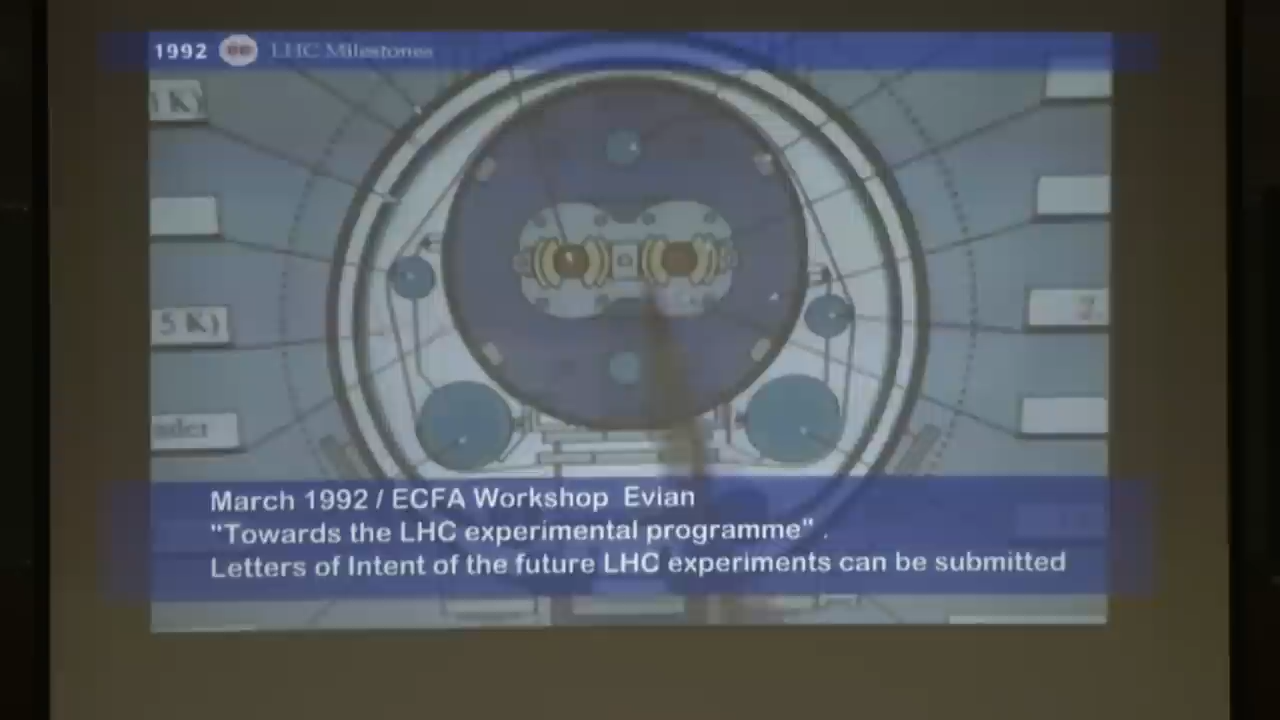 1992 LHC Milestones
5 K)
March 1992 / ECFA Workshop Evian
"Towards the LHC experimental programme" .
Letters of Intent of the future LHC experiments can be submitted